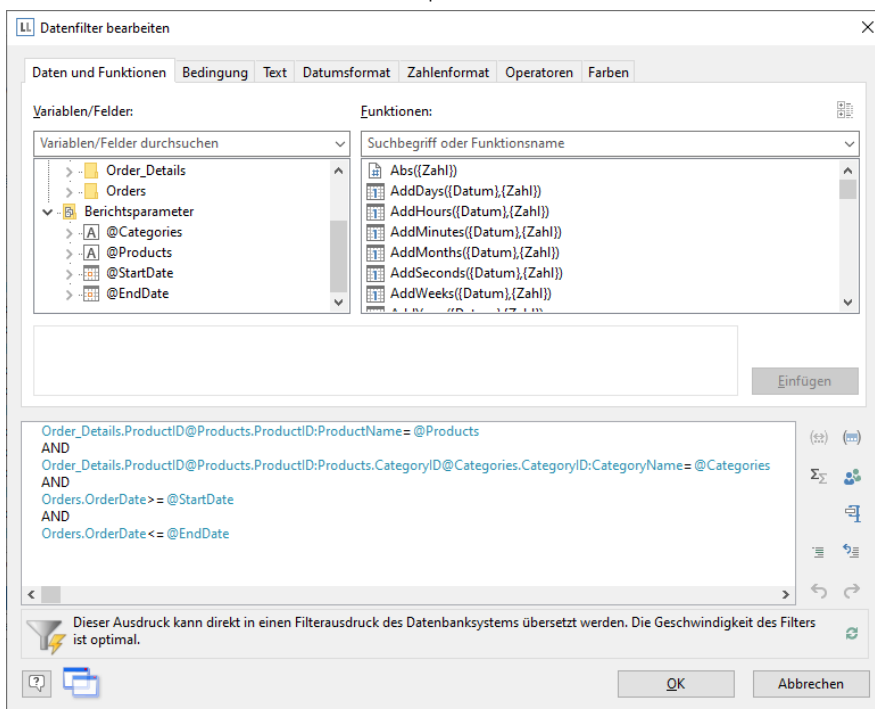 LL Datenfilter bearbeiten
Daten und Funktionen Bedingung Text Datumsformat Zahlenformat Operatoren Farben
Variablen/Felder: Funktionen:
Variablen/Felder durchsuchen Suchbegriff oder Funktionsname
Order_Details Abs({Zahl})
Orders AddDays({Datum},{Zahl})
Berichtsparameter AddHours({Datum},{Zahl})
@Categories AddMinutes({Datum},{Zahl})
@Products AddMonths({Datum},{Zahl})
@StartDate AddSeconds({Datum},{Zahl})
@EndDate AddWeeks({Datum},{Zahl})
Einfügen
Order_Details.ProductID@Products.ProductID:ProductName= @Products
AND
Order_Details.ProductID@Products.ProductID:Products.CategoryID@Categories.CategoryID:CategoryName= @Categories
AND
Orders.OrderDate>= @StartDate
AND
Orders.OrderDate<= @EndDate
Dieser Ausdruck kann direkt in einen Filterausdruck des Datenbanksystems übersetzt werden. Die Geschwindigkeit des Filters
ist optimal.
OK Abbrechen